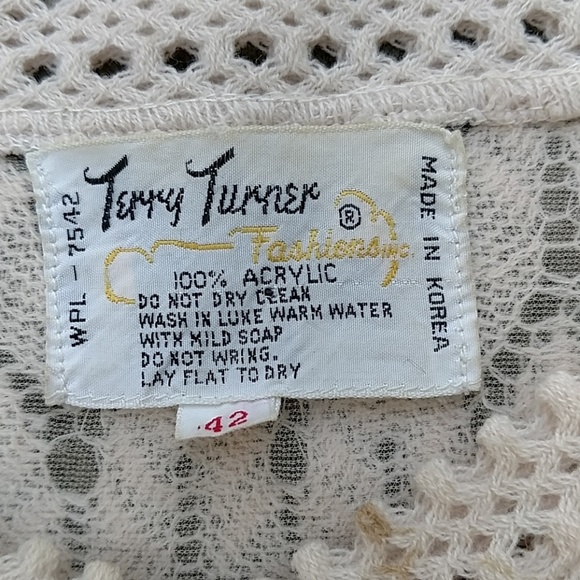 Terry Turner
®
Fashions INC.
100% ACRYLIC
DO NOT DRY CLEAN
WASH IN LUKE WARM WATER
WITH MILD SOAP
DO NOT WRING.
LAY FLAT TO DRY
WPL - 7542
MADE IN KOREA
42